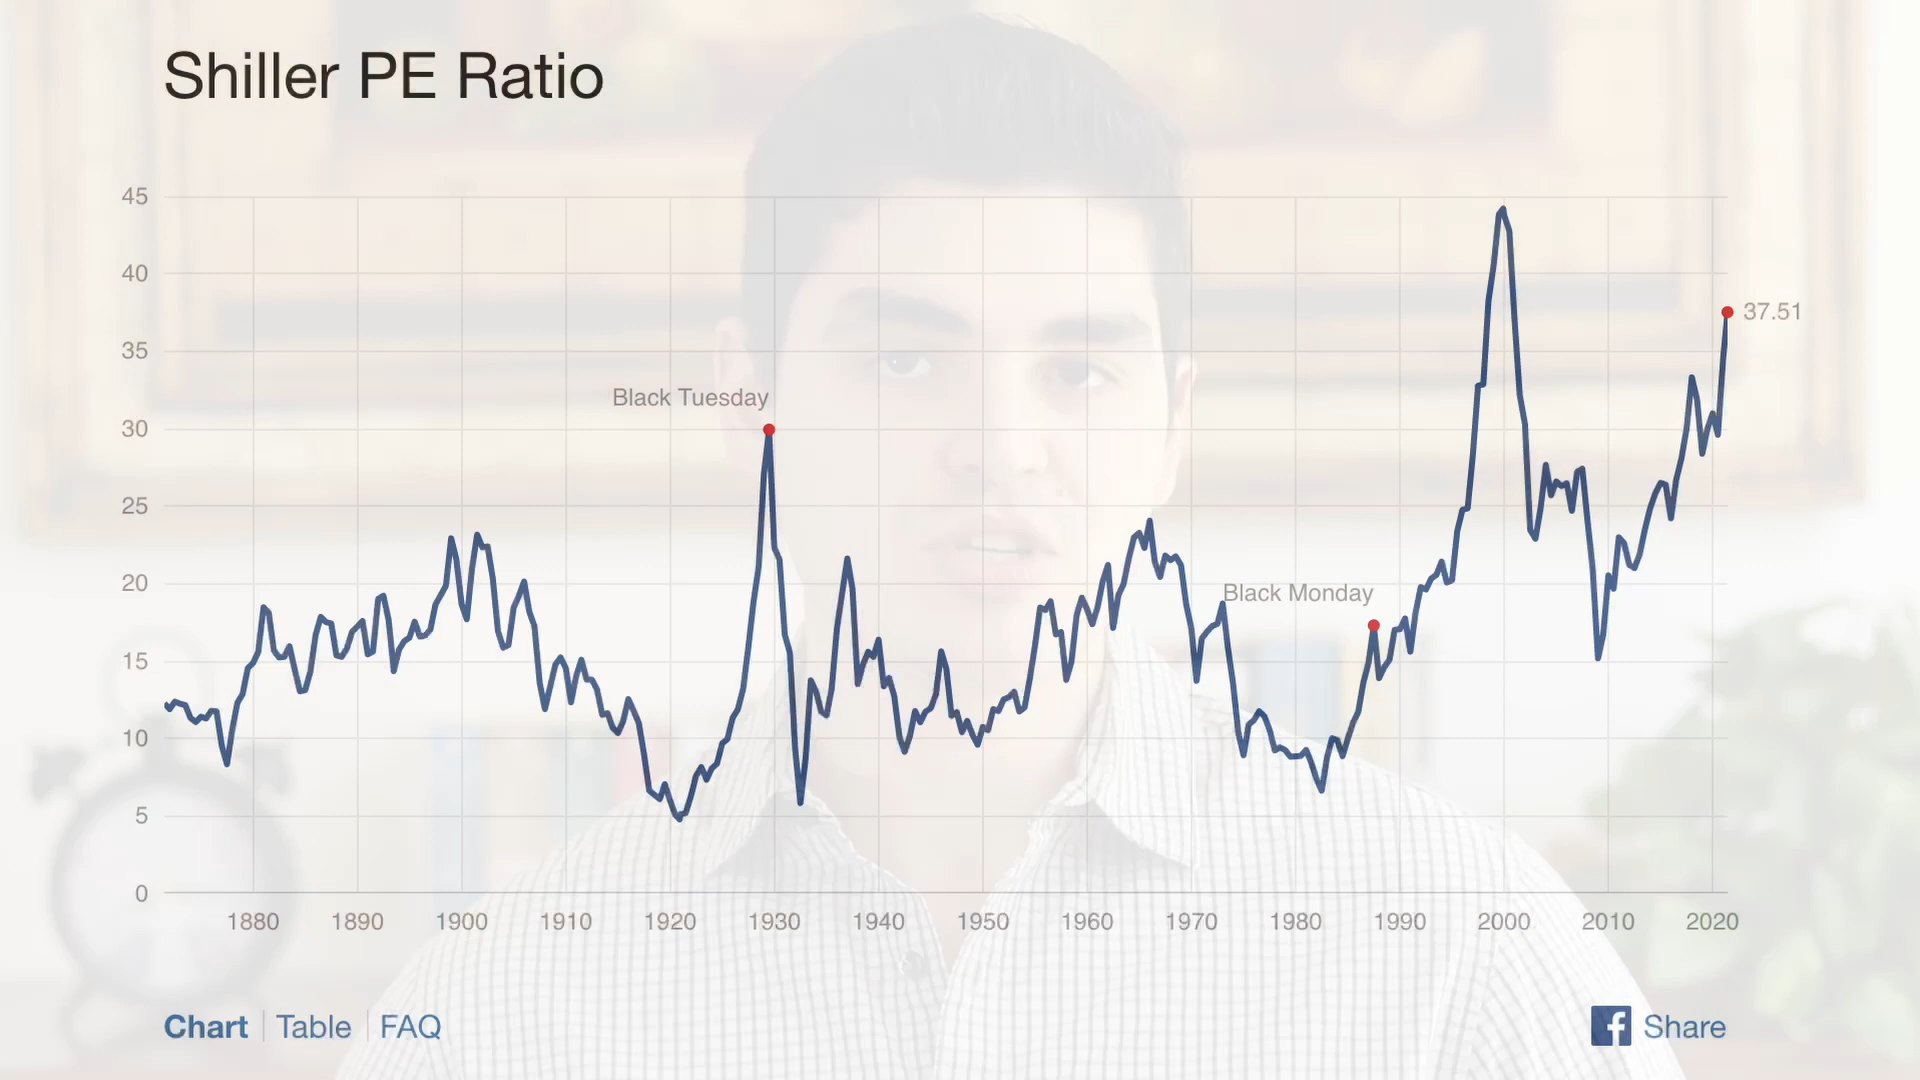 Shiller PE Ratio
45
40
37.51
35
Black Tuesday
30
25
20
Black Monday
15
10
5
0
1880 1890 1900 1910 1920 1930 1940 1950 1960 1970 1980 1990 2000 2010 2020
Chart Table FAQ
Share